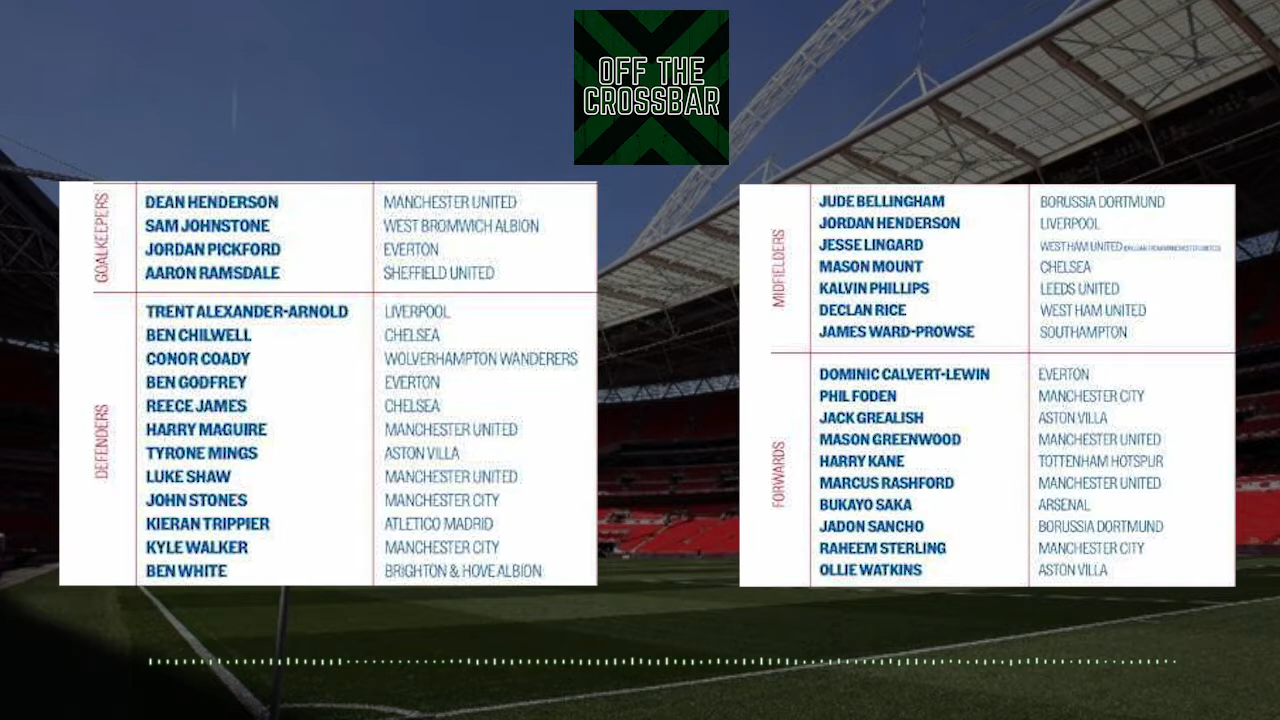 OFF THE
CROSSBAR
GOALKEEPERS
DEAN HENDERSON MANCHESTER UNITED
SAM JOHNSTONE WEST BROMWICH ALBION
JORDAN PICKFORD EVERTON
AARON RAMSDALE SHEFFIELD UNITED
DEFENDERS
TRENT ALEXANDER-ARNOLD LIVERPOOL
BEN CHILWELL CHELSEA
CONOR COADY WOLVERHAMPTON WANDERERS
BEN GODFREY EVERTON
REECE JAMES CHELSEA
HARRY MAGUIRE MANCHESTER UNITED
TYRONE MINGS ASTON VILLA
LUKE SHAW MANCHESTER UNITED
JOHN STONES MANCHESTER CITY
KIERAN TRIPPIER ATLETICO MADRID
KYLE WALKER MANCHESTER CITY
BEN WHITE BRIGHTON & HOVE ALBION
MIDFIELDERS
JUDE BELLINGHAM BORUSSIA DORTMUND
JORDAN HENDERSON LIVERPOOL
JESSE LINGARD WEST HAM UNITED
MASON MOUNT CHELSEA
KALVIN PHILLIPS LEEDS UNITED
DECLAN RICE WEST HAM UNITED
JAMES WARD-PROWSE SOUTHAMPTON
FORWARDS
DOMINIC CALVERT-LEWIN EVERTON
PHIL FODEN MANCHESTER CITY
JACK GREALISH ASTON VILLA
MASON GREENWOOD MANCHESTER UNITED
HARRY KANE TOTTENHAM HOTSPUR
MARCUS RASHFORD MANCHESTER UNITED
BUKAYO SAKA ARSENAL
JADON SANCHO BORUSSIA DORTMUND
RAHEEM STERLING MANCHESTER CITY
OLLIE WATKINS ASTON VILLA